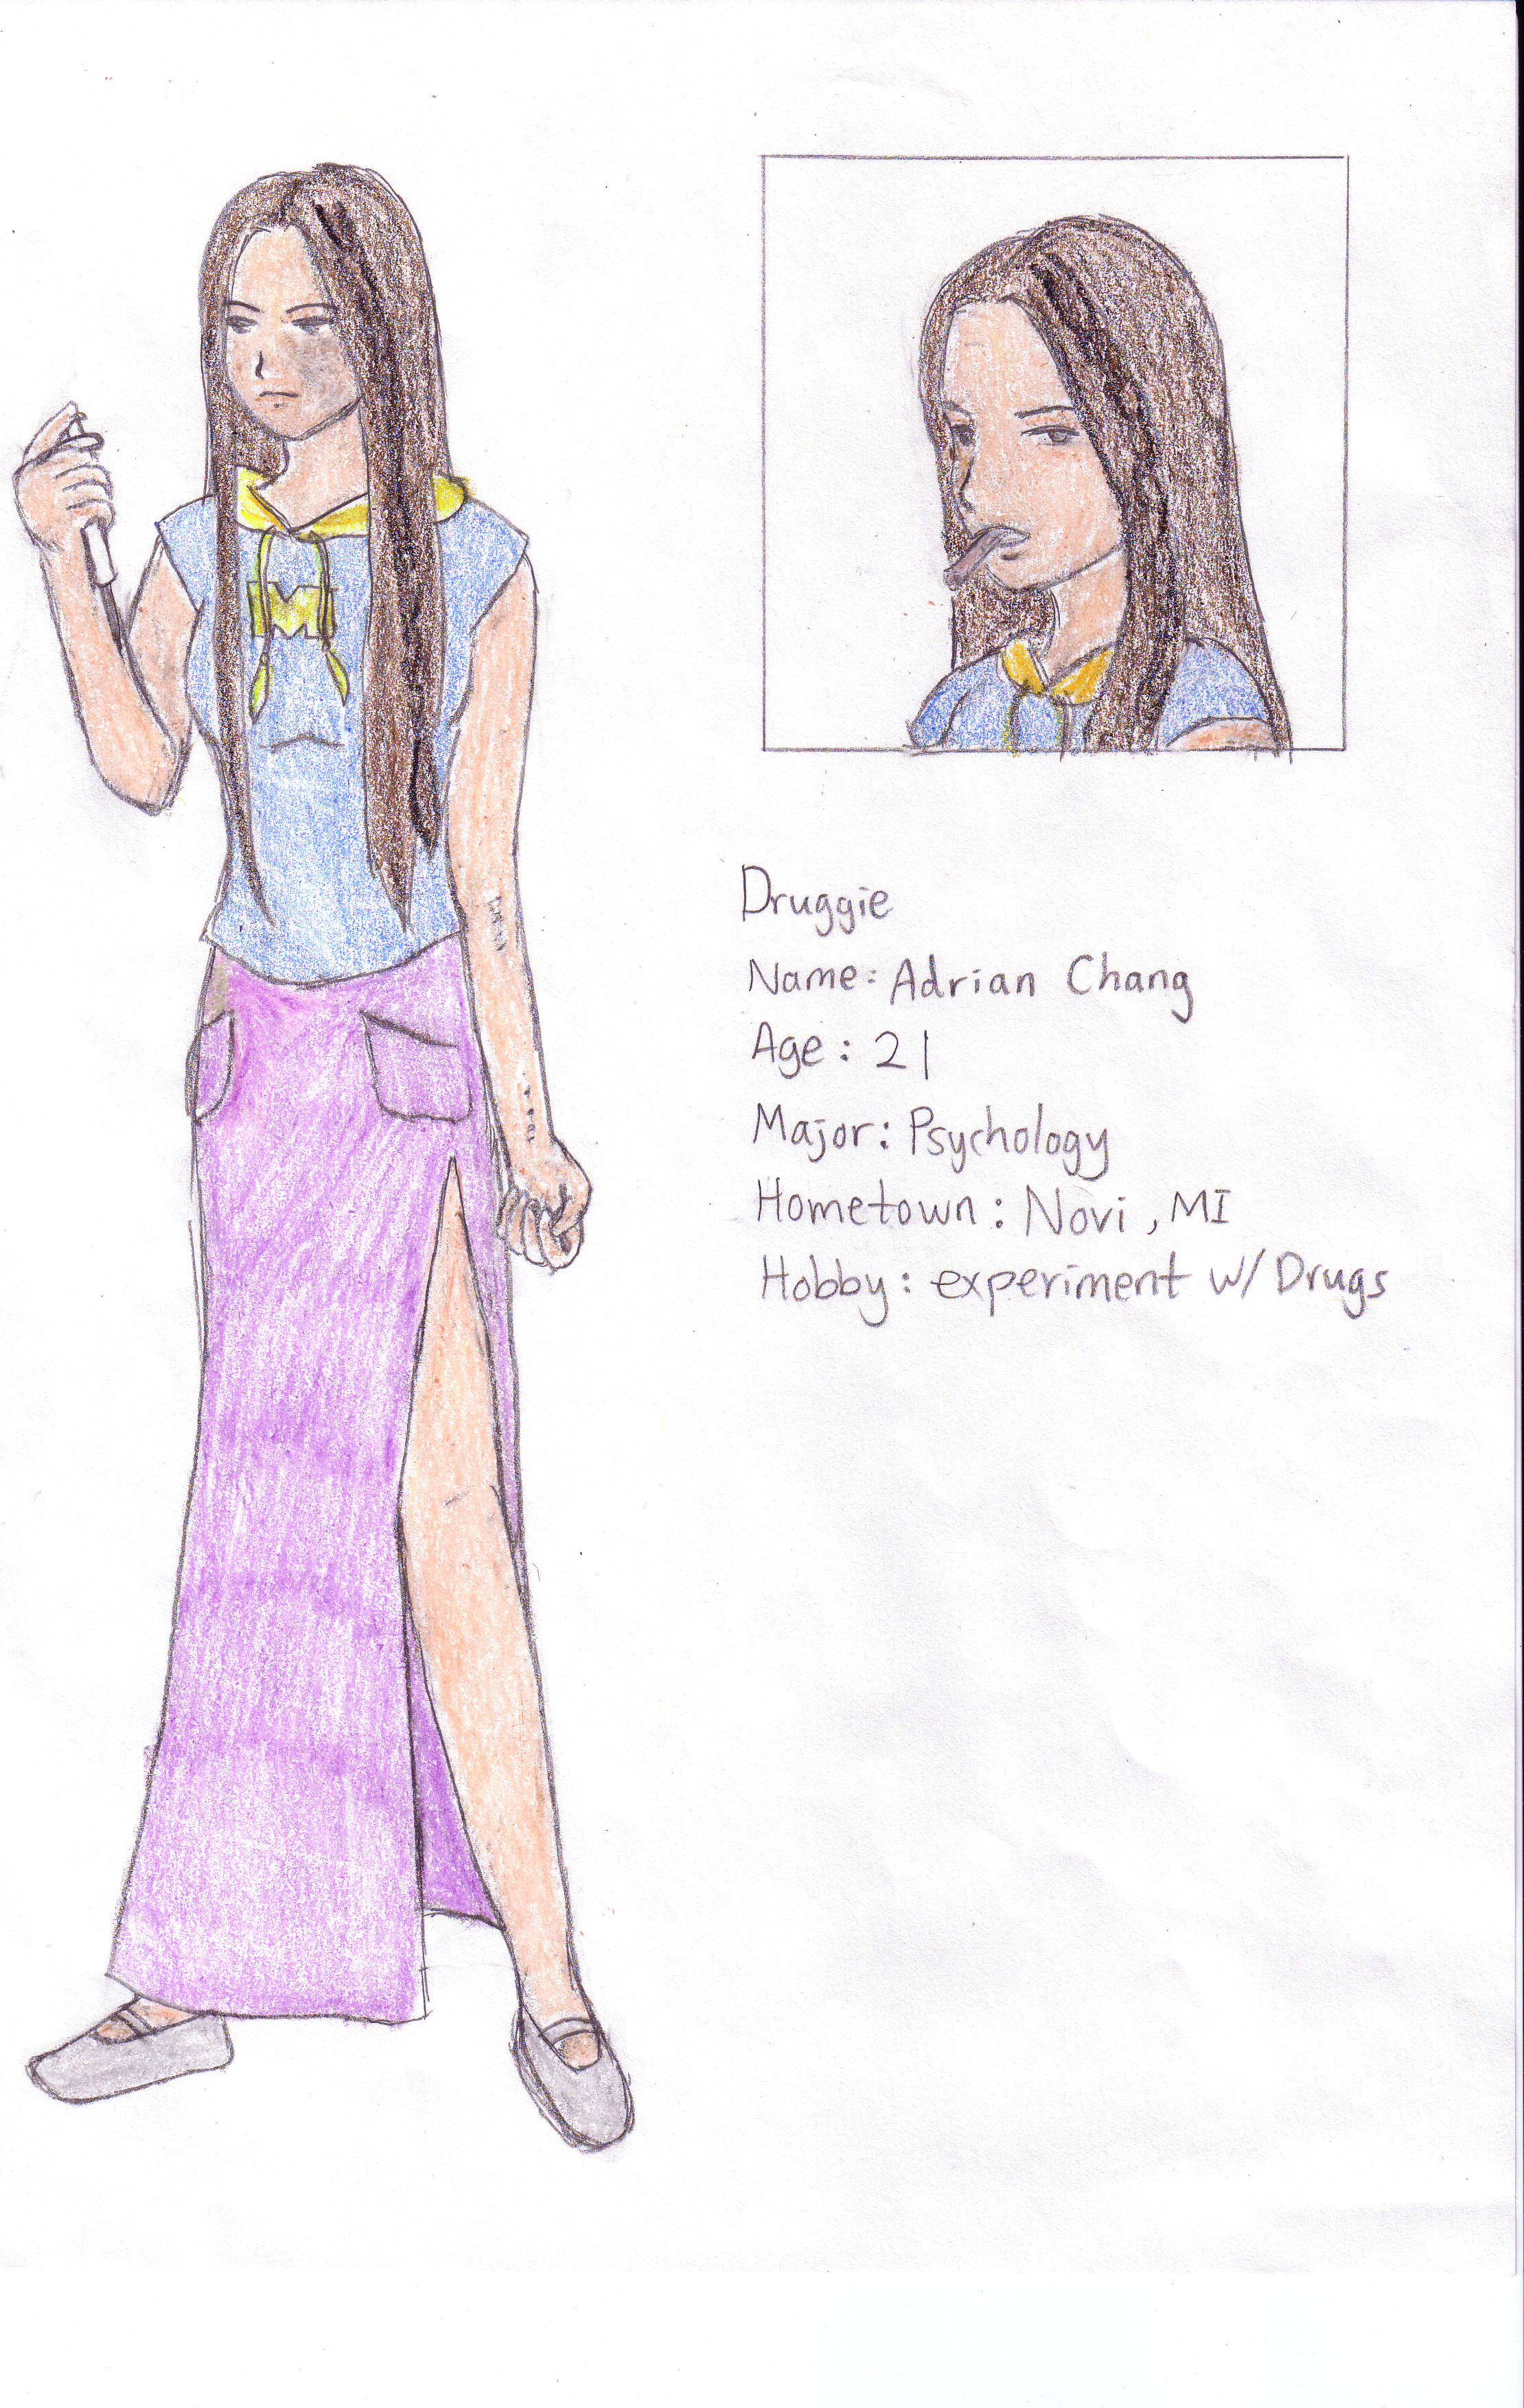 M
Druggie
Name: Adrian Chang
Age: 21
Major: Psychology
Hometown: Novi, MI
Hobby: experiment w/ Drugs